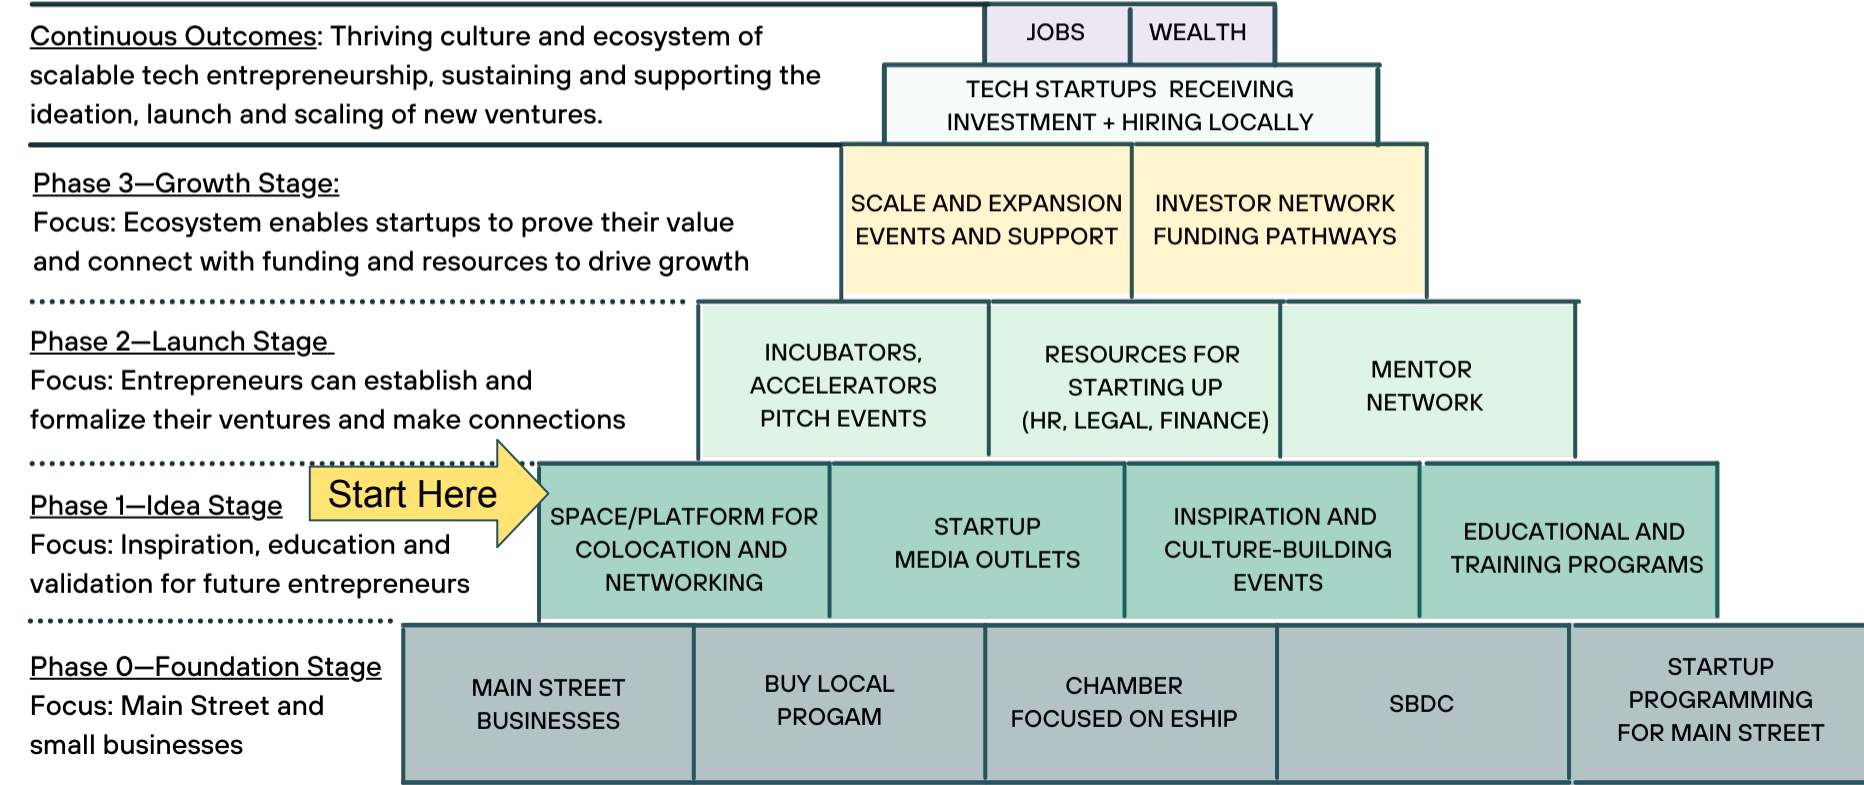 Continuous Outcomes: Thriving culture and ecosystem of
scalable tech entrepreneurship, sustaining and supporting the
ideation, launch and scaling of new ventures.
JOBS
WEALTH
TECH STARTUPS RECEIVING
INVESTMENT + HIRING LOCALLY
Phase 3—Growth Stage:
Focus: Ecosystem enables startups to prove their value
and connect with funding and resources to drive growth
SCALE AND EXPANSION
EVENTS AND SUPPORT
INVESTOR NETWORK
FUNDING PATHWAYS
Phase 2—Launch Stage
Focus: Entrepreneurs can establish and
formalize their ventures and make connections
INCUBATORS,
ACCELERATORS
PITCH EVENTS
RESOURCES FOR
STARTING UP
(HR, LEGAL, FINANCE)
MENTOR
NETWORK
Start Here
Phase 1—Idea Stage
Focus: Inspiration, education and
validation for future entrepreneurs
SPACE/PLATFORM FOR
COLOCATION AND
NETWORKING
STARTUP
MEDIA OUTLETS
INSPIRATION AND
CULTURE-BUILDING
EVENTS
EDUCATIONAL AND
TRAINING PROGRAMS
Phase 0—Foundation Stage
Focus: Main Street and
small businesses
MAIN STREET
BUSINESSES
BUY LOCAL
PROGAM
CHAMBER
FOCUSED ON ESHIP
SBDC
STARTUP
PROGRAMMING
FOR MAIN STREET